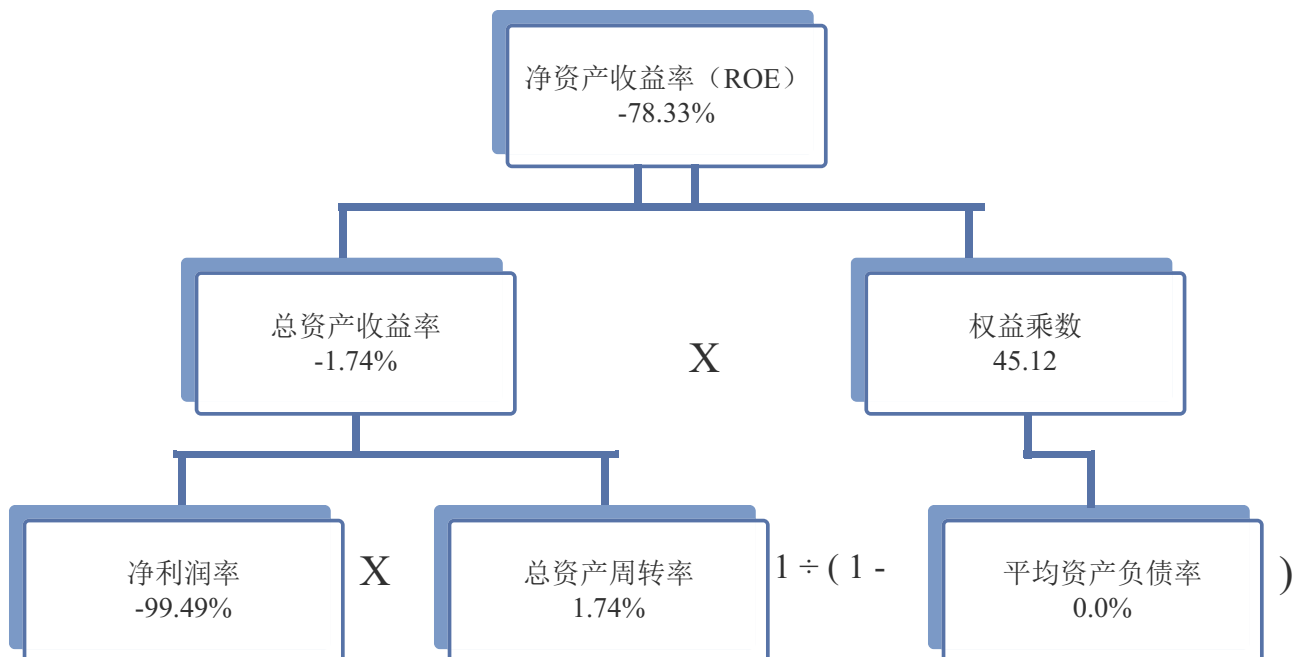 净资产收益率（ROE）
-78.33%
总资产收益率
-1.74%
X
权益乘数
45.12
净利润率
-99.49%
X
总资产周转率
1.74%
1 ÷ ( 1 -
平均资产负债率
0.0%
)